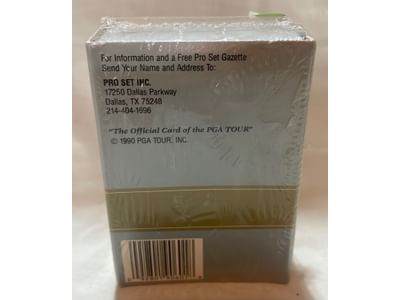 For Information and a Free Pro Set Gazette
Send Your Name and Address To:
PRO SET INC.
17250 Dallas Parkway
Dallas, TX 75248
214-404-1696
"The Official Card of the PGA TOUR"
© 1990 PGA TOUR, INC.